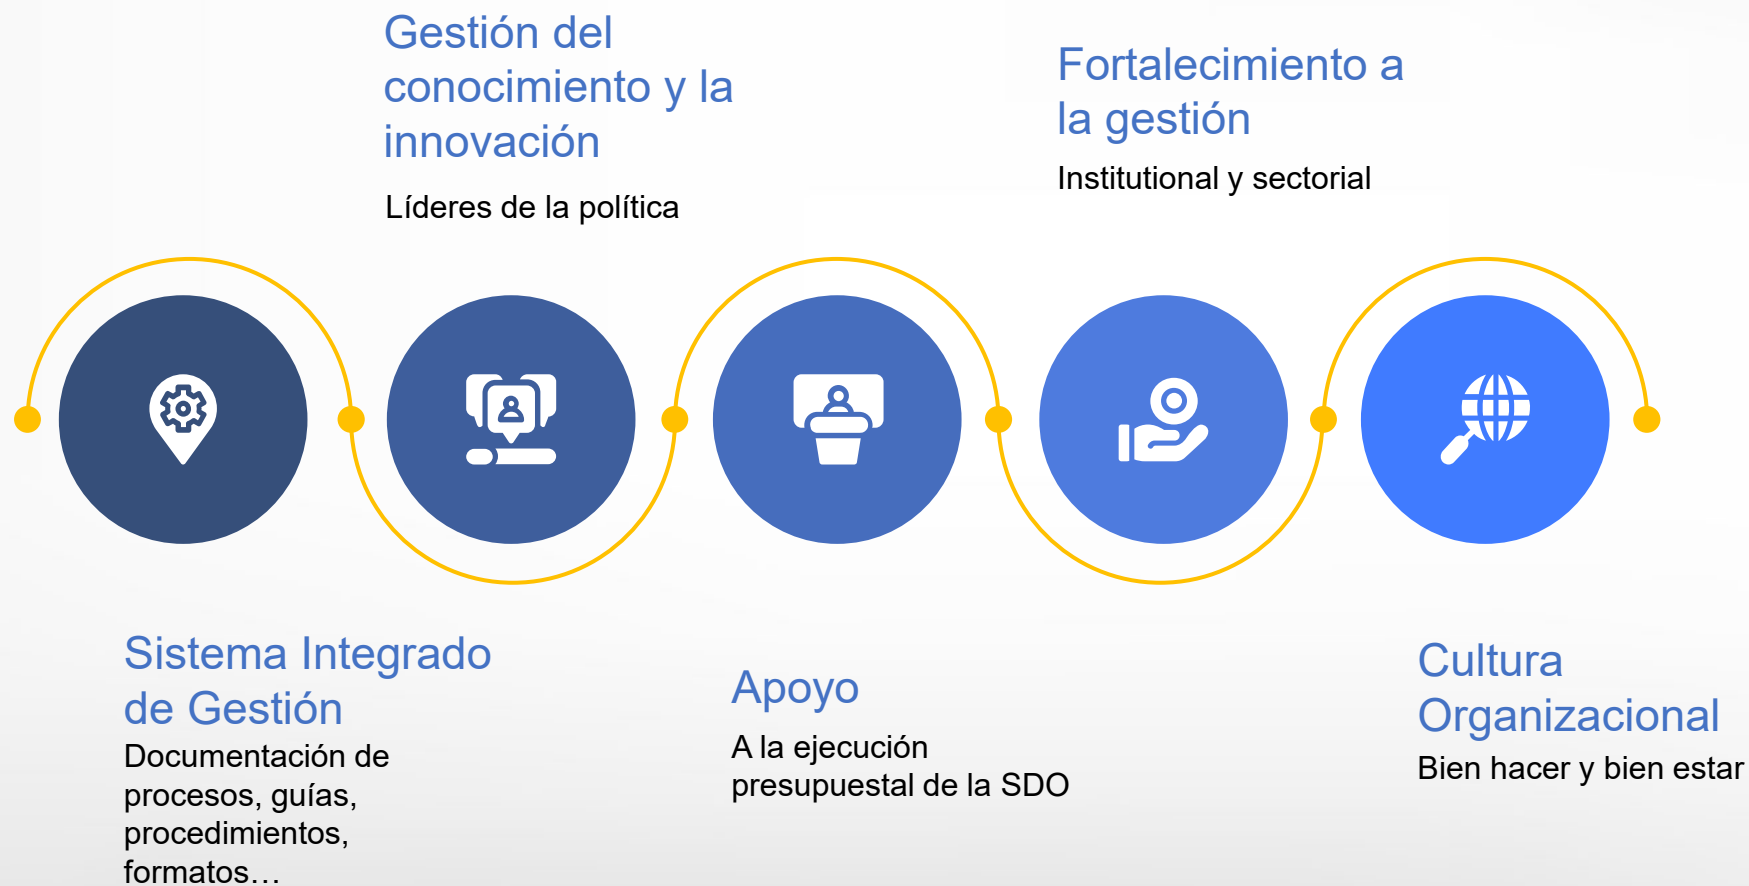 Gestión del
conocimiento y la
innovación
Líderes de la política
Fortalecimiento a
la gestión
Institutional y sectorial
Sistema Integrado
de Gestión
Documentación de
procesos, guías,
procedimientos,
formatos…
Apoyo
A la ejecución
presupuestal de la SDO
Cultura
Organizacional
Bien hacer y bien estar